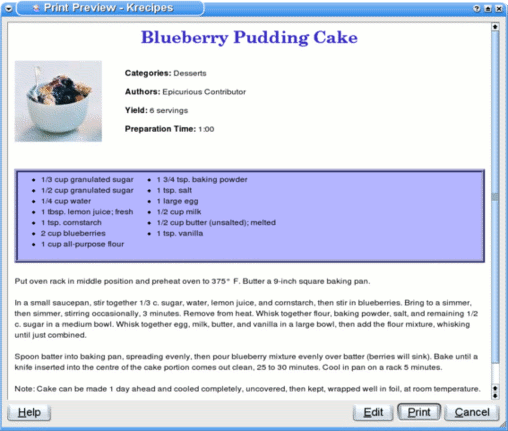 Print Preview - Krecipes
Blueberry Pudding Cake
Categories: Desserts
Authors: Epicurious Contributor
Yield: 6 servings
Preparation Time: 1:00
1/3 cup granulated sugar
1/2 cup granulated sugar
1/4 cup water
1 tbsp. lemon juice; fresh
1 tsp. cornstarch
2 cup blueberries
1 cup all-purpose flour
1 3/4 tsp. baking powder
1 tsp. salt
1 large egg
1/2 cup milk
1/2 cup butter (unsalted); melted
1 tsp. vanilla
Put oven rack in middle position and preheat oven to 375° F. Butter a 9-inch square baking pan.
In a small saucepan, stir together 1/3 c. sugar, water, lemon juice, and cornstarch, then stir in blueberries. Bring to a simmer,
then simmer, stirring occasionally, 3 minutes. Remove from heat. Whisk together flour, baking powder, salt, and remaining 1/2
c. sugar in a medium bowl. Whisk together egg, milk, butter, and vanilla in a large bowl, then add the flour mixture, whisking
until just combined.
Spoon batter into baking pan, spreading evenly, then pour blueberry mixture evenly over batter (berries will sink). Bake until a
knife inserted into the centre of the cake portion comes out clean, 25 to 30 minutes. Cool in pan on a rack 5 minutes.
Note: Cake can be made 1 day ahead and cooled completely, uncovered, then kept, wrapped well in foil, at room temperature.
Help
Edit
Print
Cancel